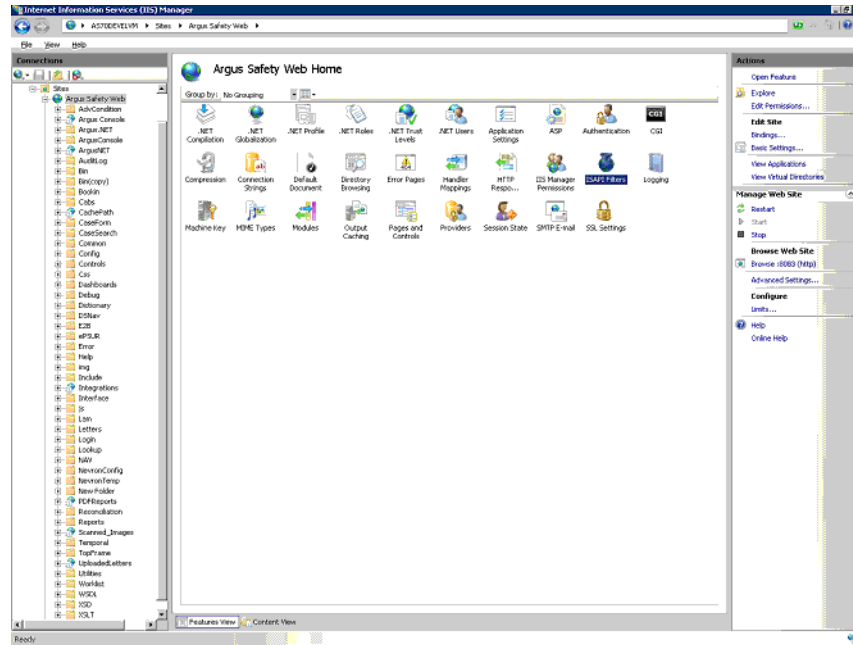 Internet Information Services (IIS) Manager
AS70DEVELVM ▸ Sites ▸ Argus Safety Web ▸
File View Help
Connections
Sites
Argus Safety Web
AdvCondition
Argus Console
Argus.NET
ArgusConsole
ArgusNET
AuditLog
Bin
Bin(copy)
Bookin
Cabs
CachePath
CaseForm
CaseSearch
Common
Config
Controls
Css
Dashboards
Debug
Dictionary
DSNav
E2B
ePSUR
Error
Help
img
Include
Integrations
Interface
js
Lam
Letters
Login
Lookup
NAV
NevronConfig
NevronTemp
New Folder
PDFReports
Reconciliation
Reports
Scanned_Images
Temporal
TopFrame
UploadedLetters
Utilities
Worklist
WSDL
XSD
XSLT
Argus Safety Web Home
Group by: No Grouping
.NET Compilation
.NET Globalization
.NET Profile
.NET Roles
.NET Trust Levels
.NET Users
Application Settings
ASP
Authentication
CGI
CGI
Compression
Connection Strings
Default Document
Directory Browsing
Error Pages
Handler Mappings
HTTP Respo...
IIS Manager Permissions
ISAPI Filters
Logging
Machine Key
MIME Types
Modules
Output Caching
Pages and Controls
Providers
Session State
SMTP E-mail
SSL Settings
Features View
Content View
Actions
Open Feature
Explore
Edit Permissions...
Edit Site
Bindings...
Basic Settings...
View Applications
View Virtual Directories
Manage Web Site
Restart
Start
Stop
Browse Web Site
Browse :8083 (http)
Advanced Settings...
Configure
Limits...
Help
Online Help
Ready